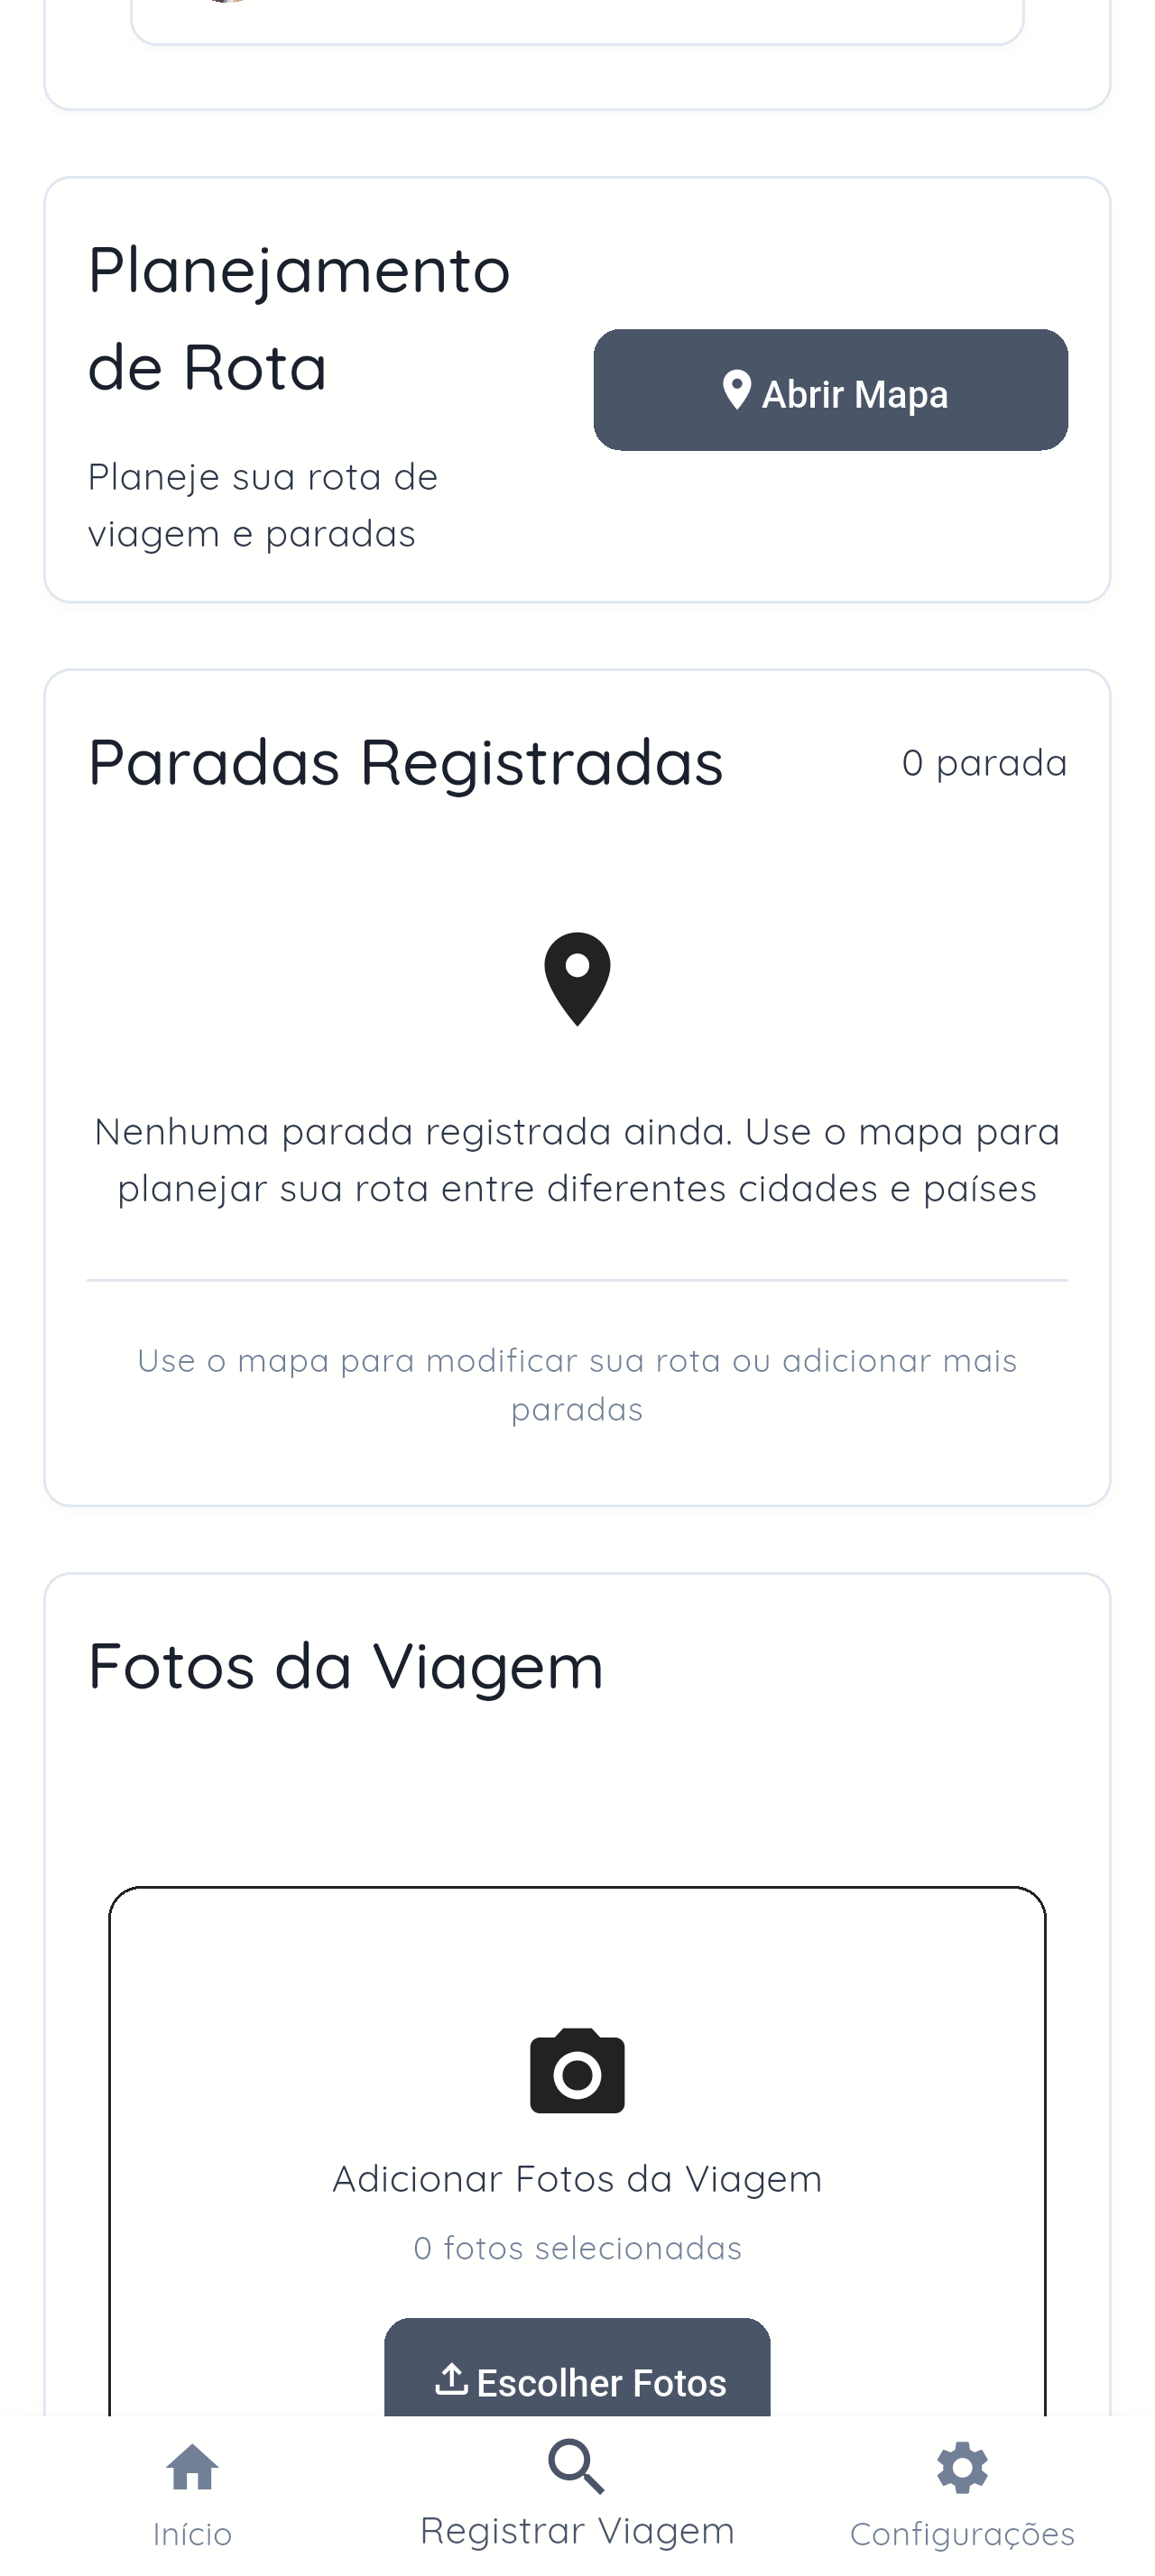 Planejamento
de Rota
Planeje sua rota de
viagem e paradas
Abrir Mapa
Paradas Registradas
0 parada
Nenhuma parada registrada ainda. Use o mapa para
planejar sua rota entre diferentes cidades e países
Use o mapa para modificar sua rota ou adicionar mais
paradas
Fotos da Viagem
Adicionar Fotos da Viagem
0 fotos selecionadas
Escolher Fotos
Início
Registrar Viagem
Configurações